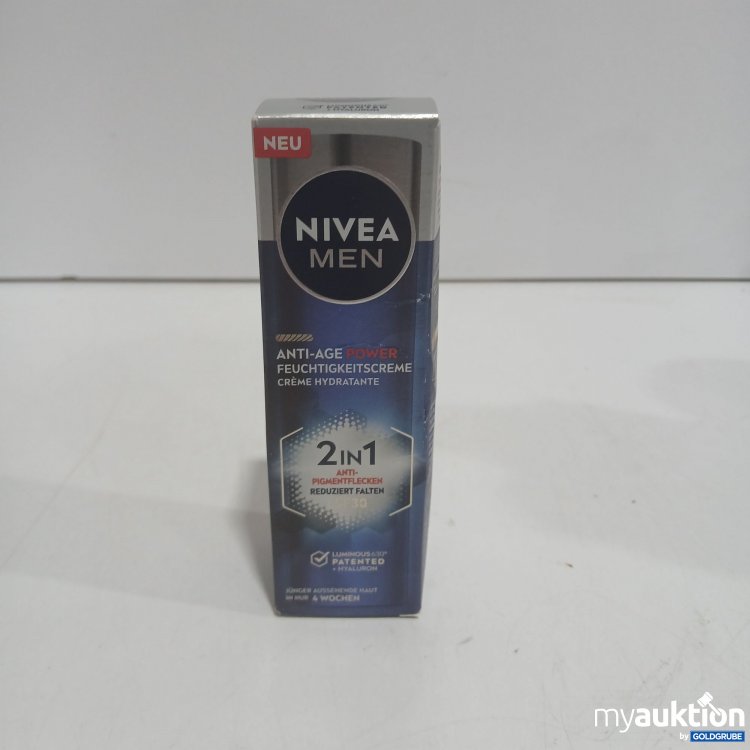 NEU
NIVEA
MEN
ANTI-AGE POWER
FEUCHTIGKEITSCREME
CRÈME HYDRATANTE
2IN1
ANTI-
PIGMENTFLECKEN
REDUZIERT FALTEN
30
LUMINOUS630®
PATENTED
+ HYALURON
JÜNGER AUSSEHENDE HAUT
IN NUR 4 WOCHEN
myauktion
by GOLDGRUBE